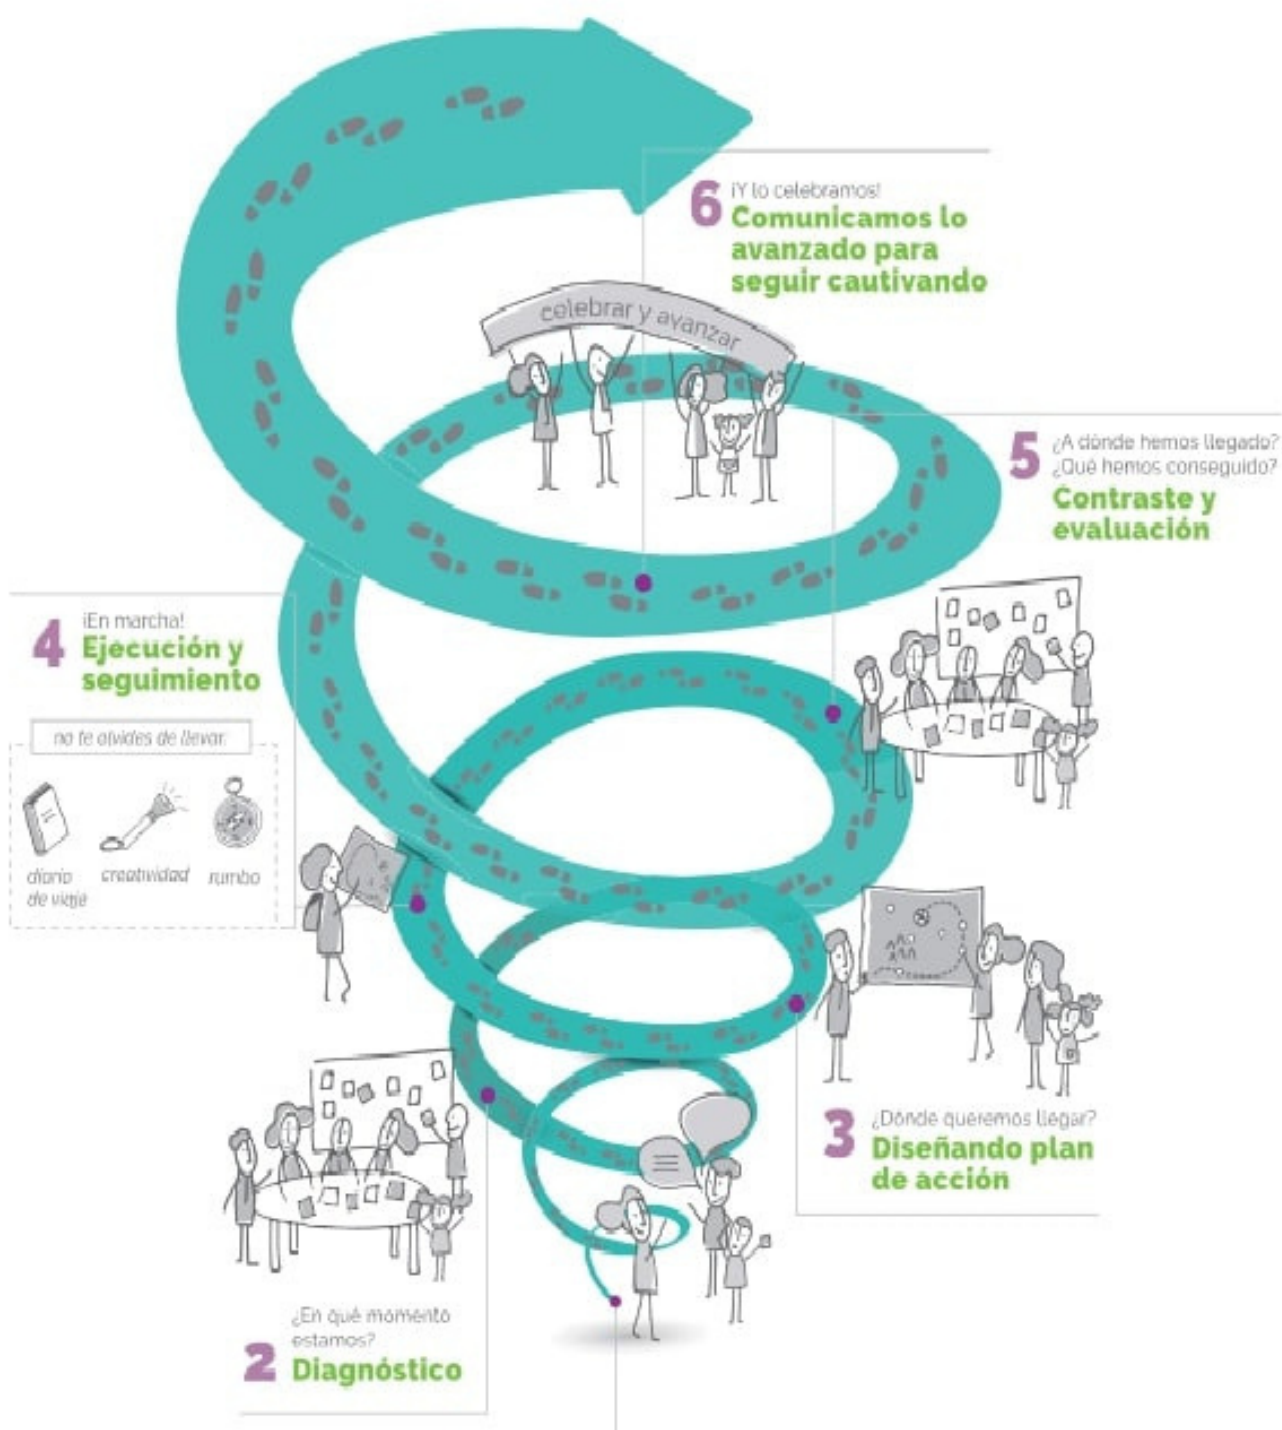 6 ¡Y lo celebramos!
Comunicamos lo
avanzado para
seguir cautivando
celebrar y avanzar
5 ¿A dónde hemos llegado?
¿Qué hemos conseguido?
Contraste y
evaluación
4 ¡En marcha!
Ejecución y
seguimiento
no te olvides de llevar:
diario
de viaje
creatividad
rumbo
3 ¿Dónde queremos llegar?
Diseñando plan
de acción
¿En qué momento
estamos?
2 Diagnóstico